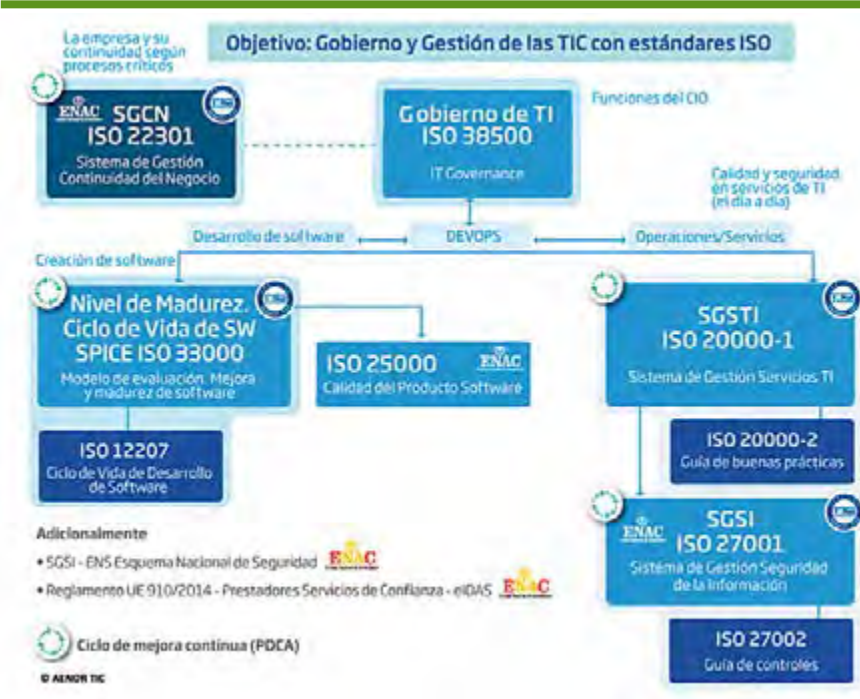 La empresa y su
continuidad según
procesos críticos
Objetivo: Gobierno y Gestión de las TIC con estándares ISO
ENAC
SGCN
ISO 22301
Sistema de Gestión
Continuidad del Negocio
Gobierno de TI
ISO 38500
IT Governance
Funciones del CIO
Calidad y seguridad
en servicios de TI
(el día a día)
Desarrollo de software
DEVOPS
Operaciones/Servicios
Creación de software
Nivel de Madurez.
Ciclo de Vida de SW
SPICE ISO 33000
Modelo de evaluación. Mejora
y madurez de software
ISO 25000
ENAC
Calidad del Producto Software
SGSTI
ISO 20000-1
Sistema de Gestión Servicios TI
ISO 12207
Ciclo de Vida de Desarrollo
de Software
ISO 20000-2
Guía de buenas prácticas
ENAC
SGSI
ISO 27001
Sistema de Gestión Seguridad
de la Información
ISO 27002
Guía de controles
Adicionalmente
• SGSI - ENS Esquema Nacional de Seguridad ENAC
• Reglamento UE 910/2014 - Prestadores Servicios de Confianza - eIDAS ENAC
Ciclo de mejora continua (PDCA)
© AENOR TIC